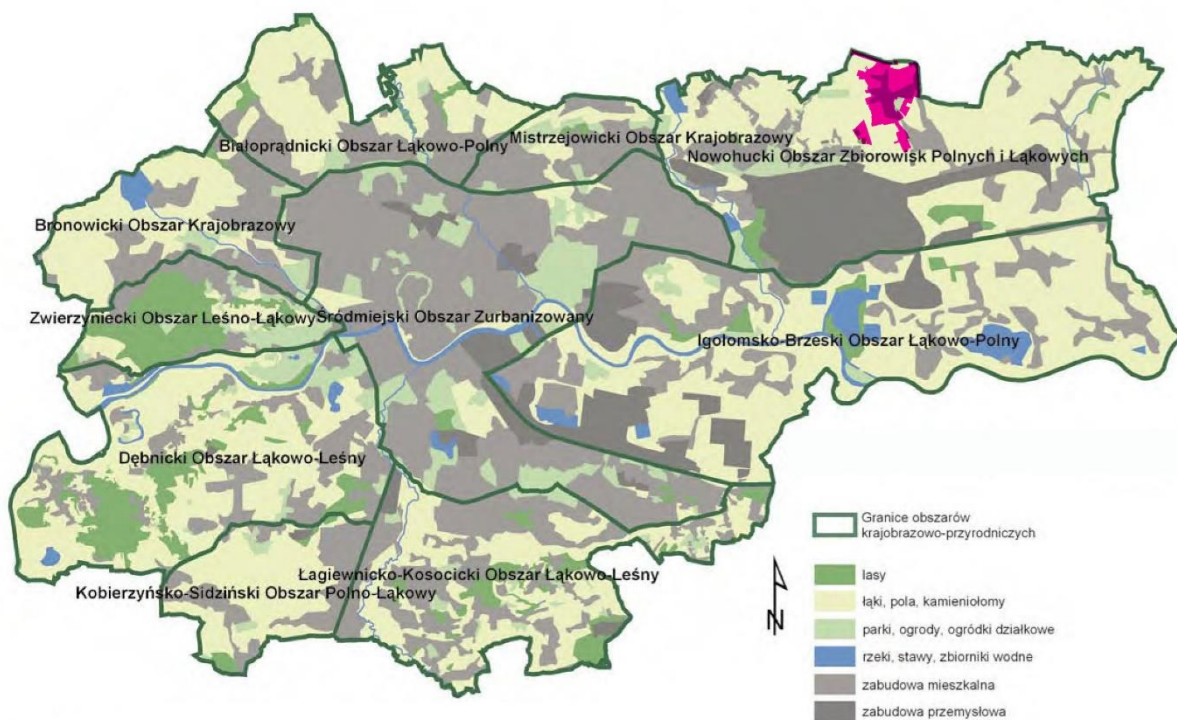 Białoprądnicki Obszar Łąkowo-Polny
Mistrzejowicki Obszar Krajobrazowy
Nowohucki Obszar Zbiorowisk Polnych i Łąkowych
Bronowicki Obszar Krajobrazowy
Zwierzyniecki Obszar Leśno-Łąkowy
Śródmiejski Obszar Zurbanizowany
Igołomsko-Brzeski Obszar Łąkowo-Polny
Dębnicki Obszar Łąkowo-Leśny
Łagiewnicko-Kosocicki Obszar Łąkowo-Leśny
Kobierzyńsko-Sidziński Obszar Polno-Łąkowy
N
Granice obszarów
krajobrazowo-przyrodniczych
lasy
łąki, pola, kamieniołomy
parki, ogrody, ogródki działkowe
rzeki, stawy, zbiorniki wodne
zabudowa mieszkalna
zabudowa przemysłowa